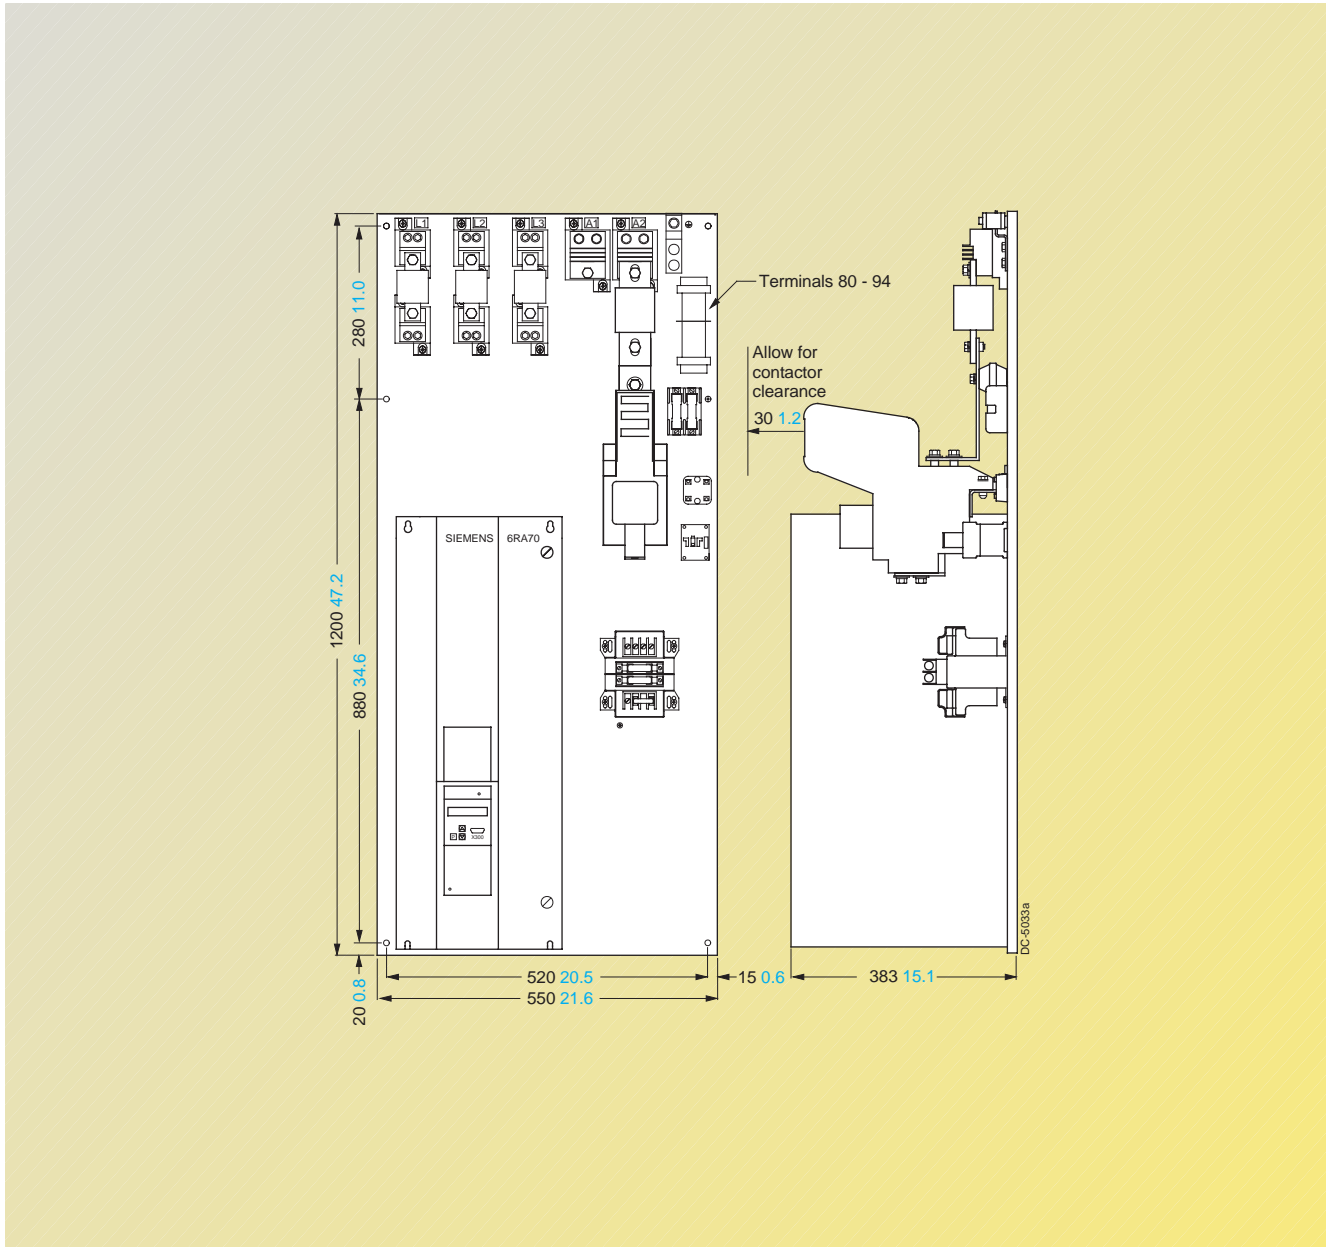 L1
L2
L3
A1
A2
Terminals 80 - 94
280 11.0
Allow for
contactor
clearance
30 1.2
SIEMENS
6RA70
1200 47.2
880 34.6
X300
P
DC-5033a
520 20.5
15 0.6
383 15.1
550 21.6
20 0.8